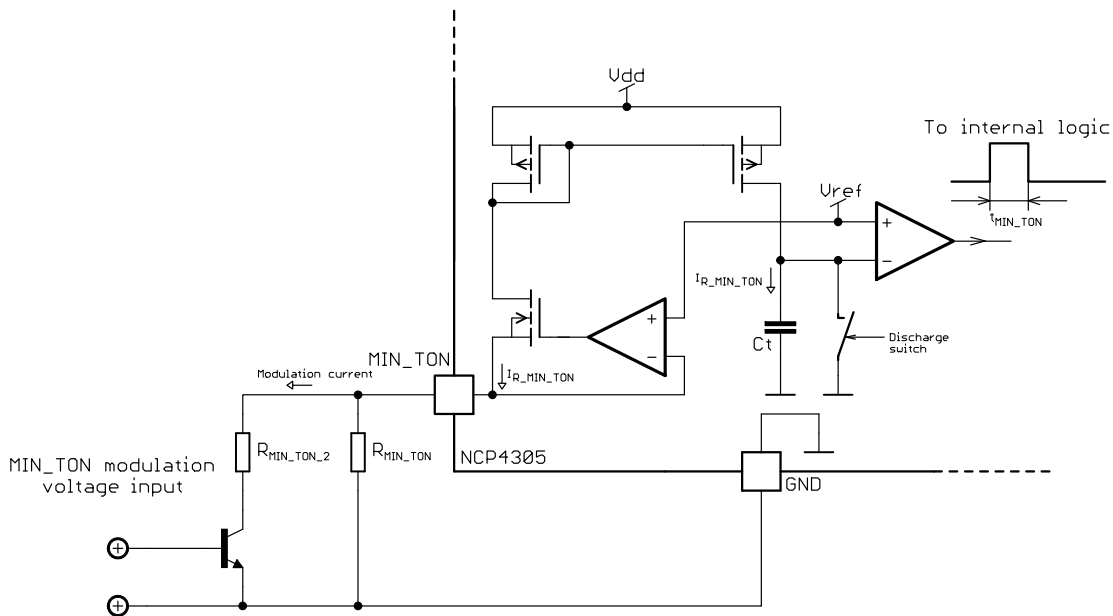 Vdd
To internal logic
Vref
tMIN_TON
+
−
IR_MIN_TON
+
−
Ct
Discharge
switch
MIN_TON
Modulation current
IR_MIN_TON
RMIN_TON_2
RMIN_TON
NCP4305
MIN_TON modulation
voltage input
GND